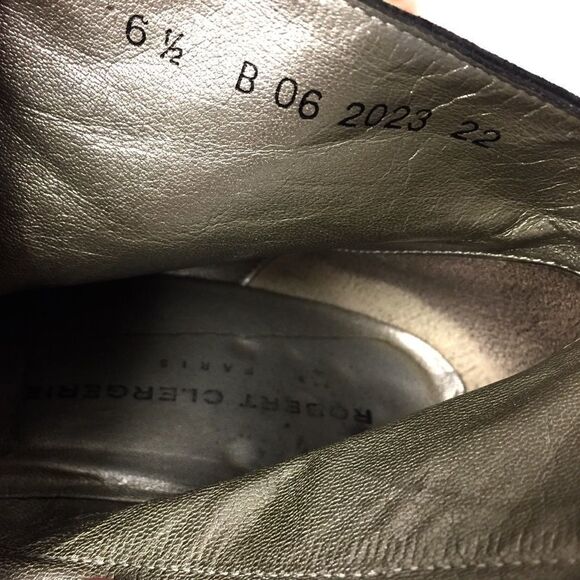 6 ½ B 06 2023 22
ROBERT CLERGERIE
PARIS